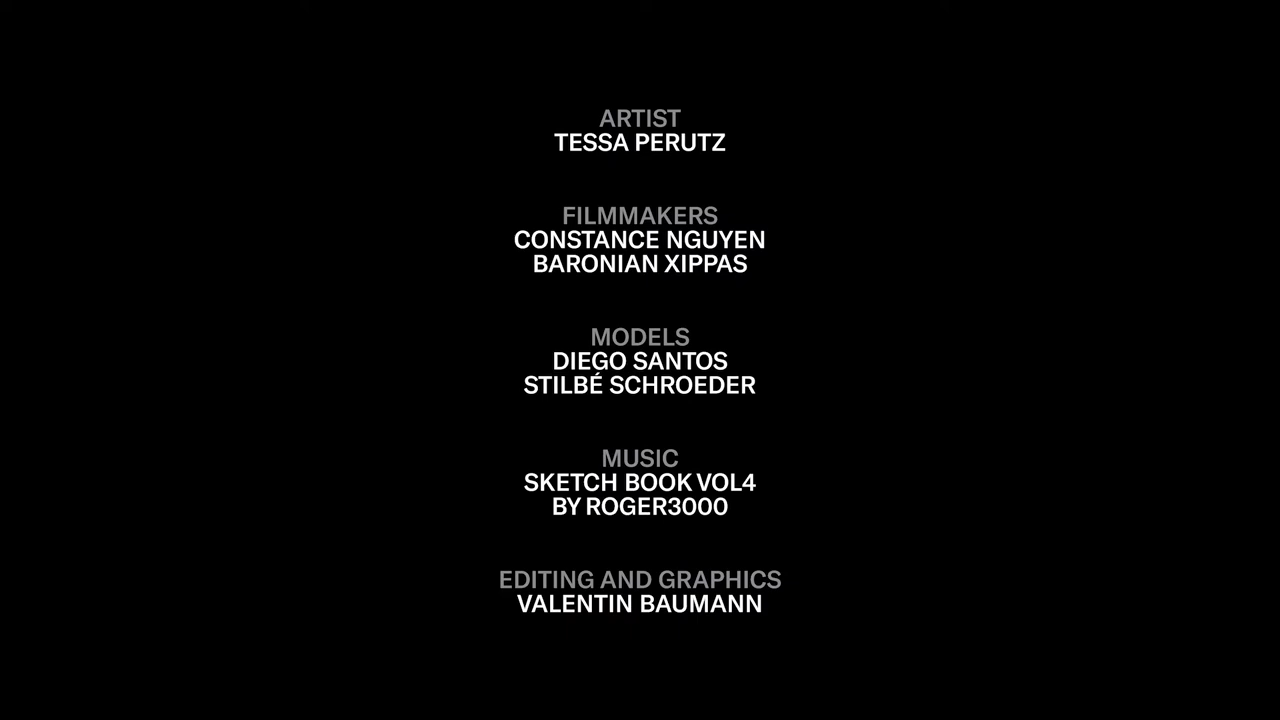 ARTIST
TESSA PERUTZ
FILMMAKERS
CONSTANCE NGUYEN
BARONIAN XIPPAS
MODELS
DIEGO SANTOS
STILBÉ SCHROEDER
MUSIC
SKETCH BOOK VOL4
BY ROGER3000
EDITING AND GRAPHICS
VALENTIN BAUMANN